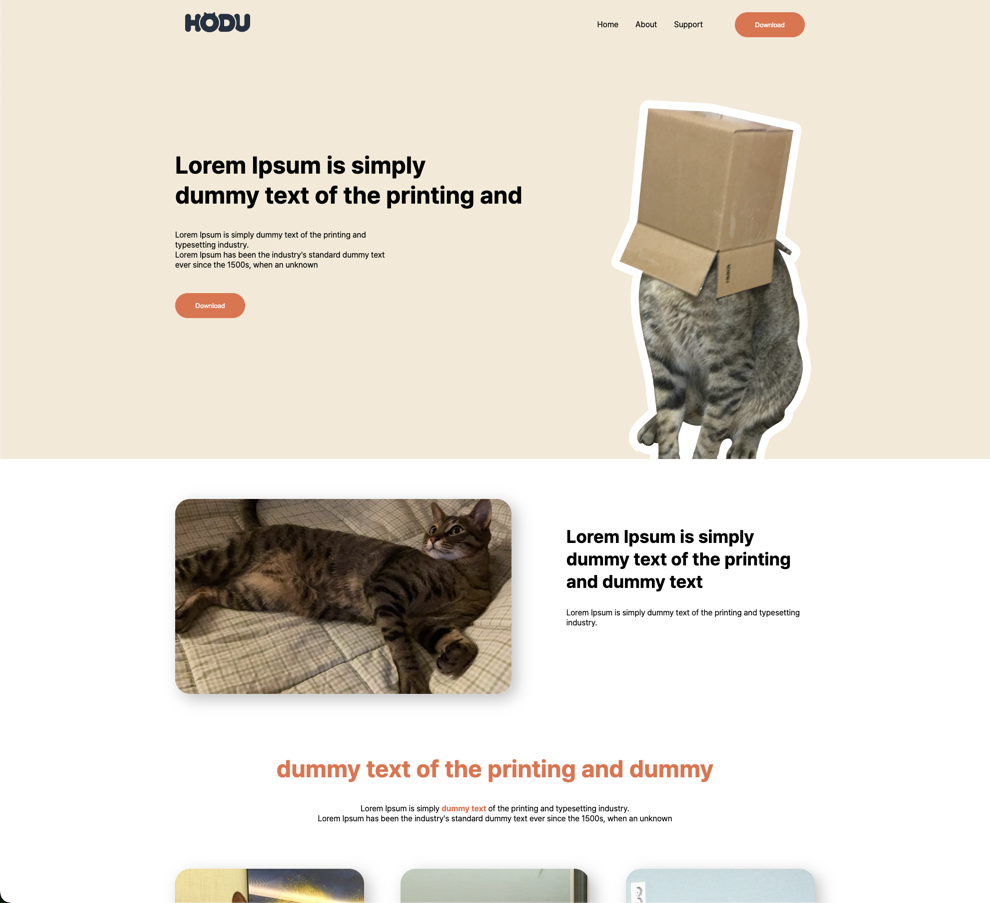 HODU
Home About Support Download
Lorem Ipsum is simply
dummy text of the printing and
Lorem Ipsum is simply dummy text of the printing and
typesetting industry.
Lorem Ipsum has been the industry's standard dummy text
ever since the 1500s, when an unknown
Download
Lorem Ipsum is simply
dummy text of the printing
and dummy text
Lorem Ipsum is simply dummy text of the printing and typesetting
industry.
dummy text of the printing and dummy
Lorem Ipsum is simply dummy text of the printing and typesetting industry.
Lorem Ipsum has been the industry's standard dummy text ever since the 1500s, when an unknown